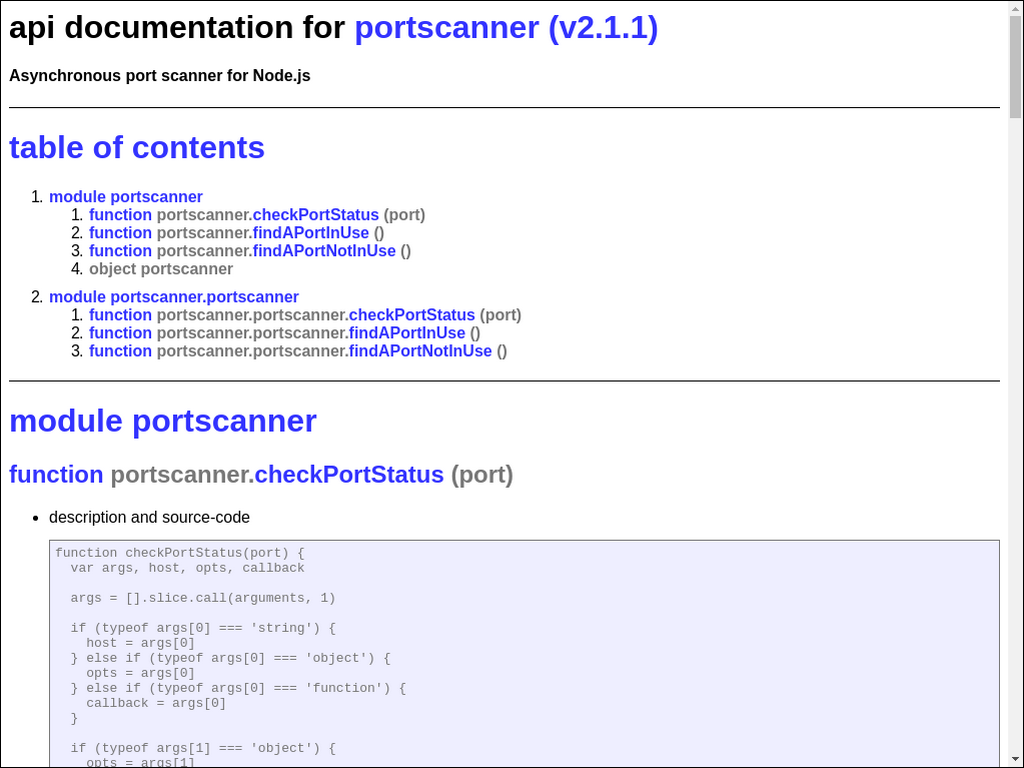 api documentation for portscanner (v2.1.1)
Asynchronous port scanner for Node.js
table of contents
1. module portscanner
1. function portscanner.checkPortStatus (port)
2. function portscanner.findAPortInUse ()
3. function portscanner.findAPortNotInUse ()
4. object portscanner
2. module portscanner.portscanner
1. function portscanner.portscanner.checkPortStatus (port)
2. function portscanner.portscanner.findAPortInUse ()
3. function portscanner.portscanner.findAPortNotInUse ()
module portscanner
function portscanner.checkPortStatus (port)
• description and source-code
function checkPortStatus(port) {
  var args, host, opts, callback
  args = [].slice.call(arguments, 1)
  if (typeof args[0] === 'string') {
    host = args[0]
  } else if (typeof args[0] === 'object') {
    opts = args[0]
  } else if (typeof args[0] === 'function') {
    callback = args[0]
  }
  if (typeof args[1] === 'object') {
    opts = args[1]